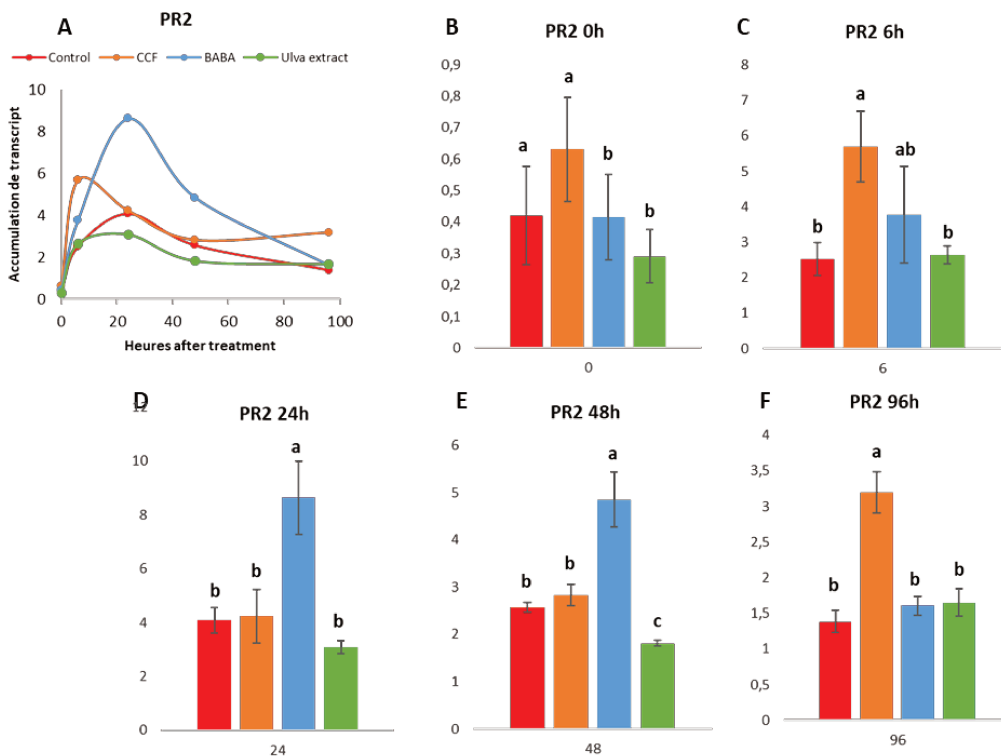 A
PR2
Control
CCF
BABA
Ulva extract
Accumulation de transcript
10
8
6
4
2
0
0
20
40
60
80
100
Heures after treatment
B
PR2 0h
0,9
0,8
0,7
0,6
0,5
0,4
0,3
0,2
0,1
0
a
a
b
b
0
C
PR2 6h
8
7
6
5
4
3
2
1
0
b
a
ab
b
6
D
PR2 24h
12
10
8
6
4
2
0
b
b
a
b
24
E
PR2 48h
6
5
4
3
2
1
0
b
b
a
c
48
F
PR2 96h
4
3,5
3
2,5
2
1,5
1
0,5
0
b
a
b
b
96